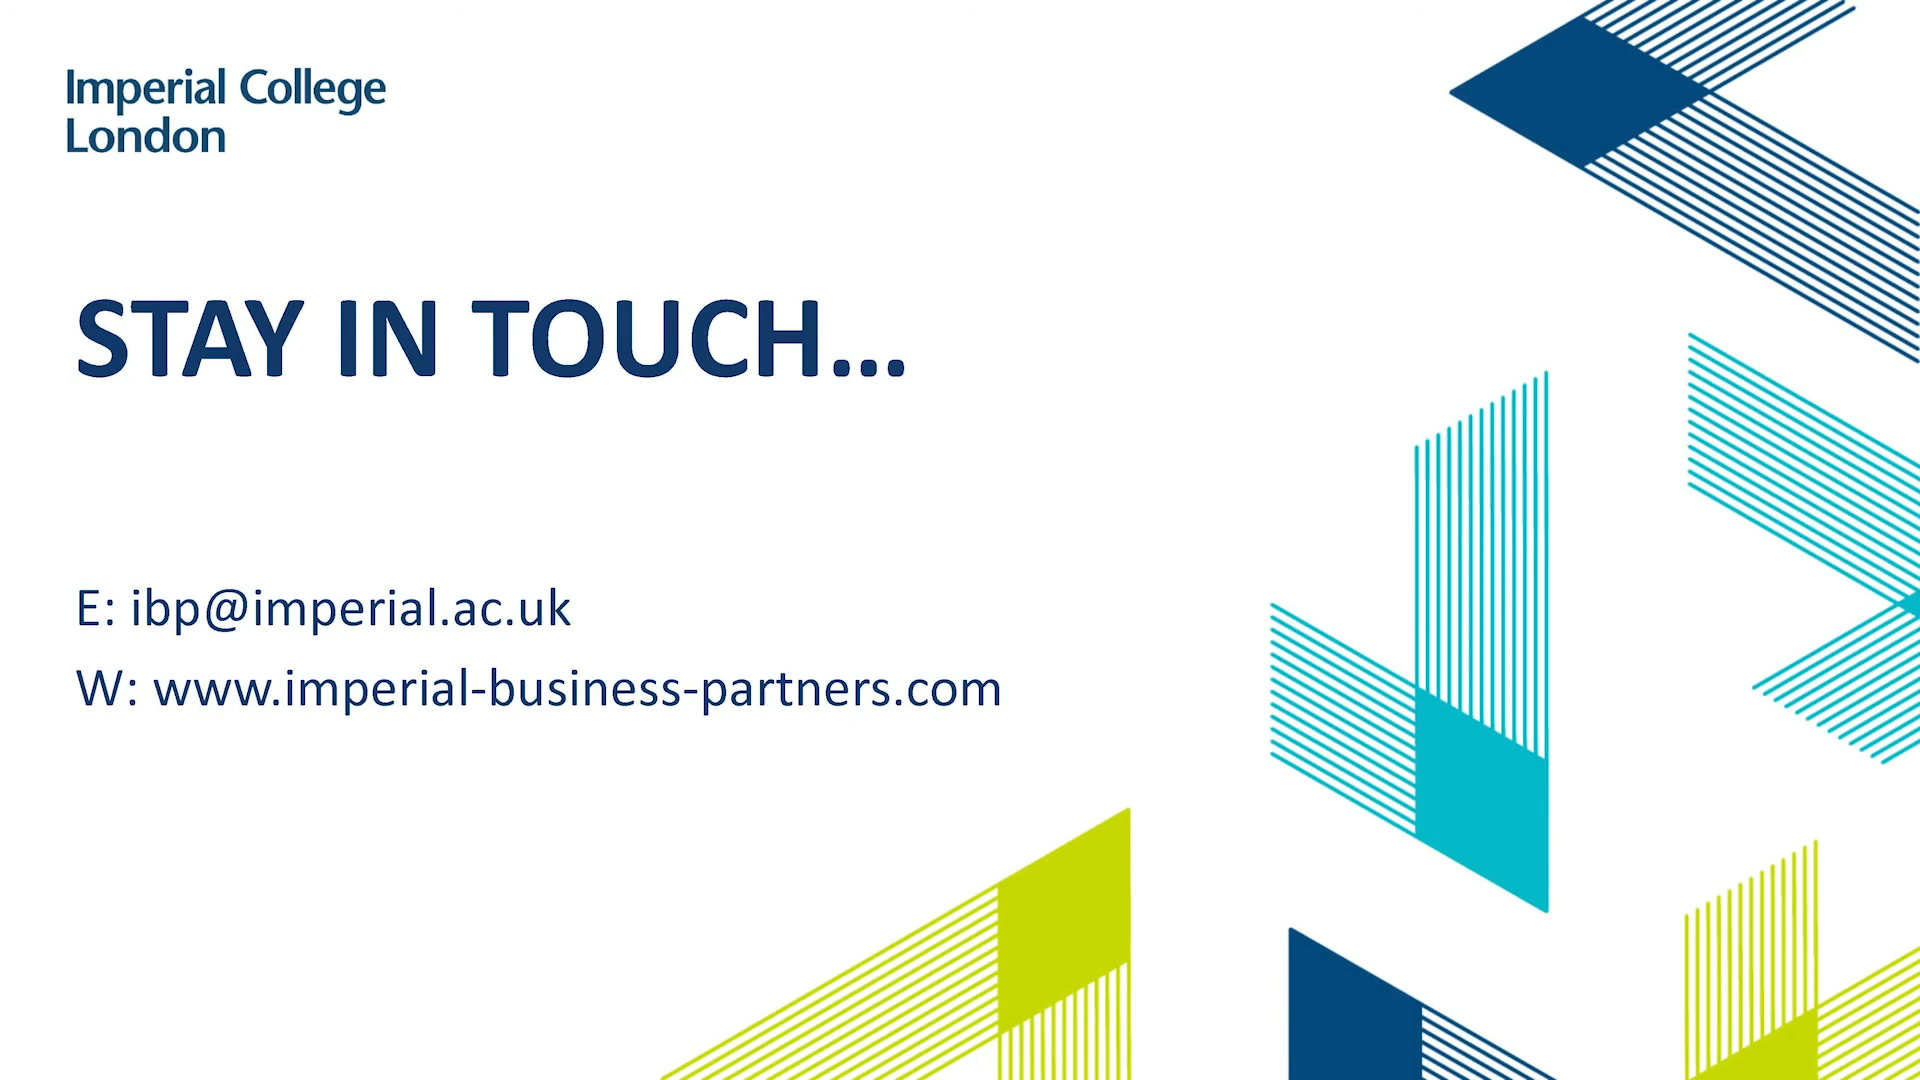 Imperial College
London
STAY IN TOUCH...
E: ibp@imperial.ac.uk
W: www.imperial-business-partners.com